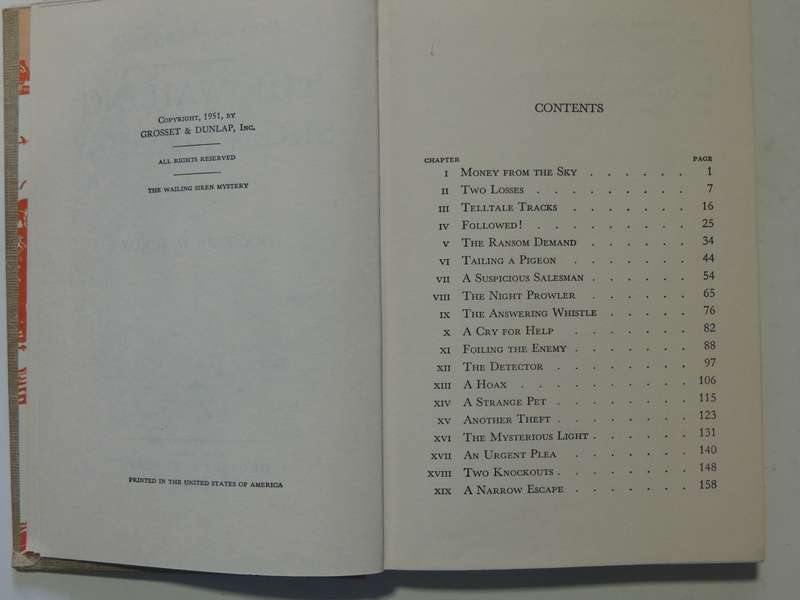 COPYRIGHT, 1951, BY
GROSSET & DUNLAP, INC.
ALL RIGHTS RESERVED
THE WAILING SIREN MYSTERY
PRINTED IN THE UNITED STATES OF AMERICA
CONTENTS
CHAPTER PAGE
I MONEY FROM THE SKY . . . . . . 1
II TWO LOSSES . . . . . . . . 7
III TELLTALE TRACKS . . . . . . . 16
IV FOLLOWED! . . . . . . . . 25
V THE RANSOM DEMAND . . . . . . 34
VI TAILING A PIGEON . . . . . . . 44
VII A SUSPICIOUS SALESMAN . . . . . . 54
VIII THE NIGHT PROWLER . . . . . . 65
IX THE ANSWERING WHISTLE . . . . . 76
X A CRY FOR HELP . . . . . . . 82
XI FOILING THE ENEMY . . . . . . . 88
XII THE DETECTOR . . . . . . . . 97
XIII A HOAX . . . . . . . . . 106
XIV A STRANGE PET . . . . . . . . 115
XV ANOTHER THEFT . . . . . . . . 123
XVI THE MYSTERIOUS LIGHT . . . . . . 131
XVII AN URGENT PLEA . . . . . . . 140
XVIII TWO KNOCKOUTS . . . . . . . . 148
XIX A NARROW ESCAPE . . . . . . . 158